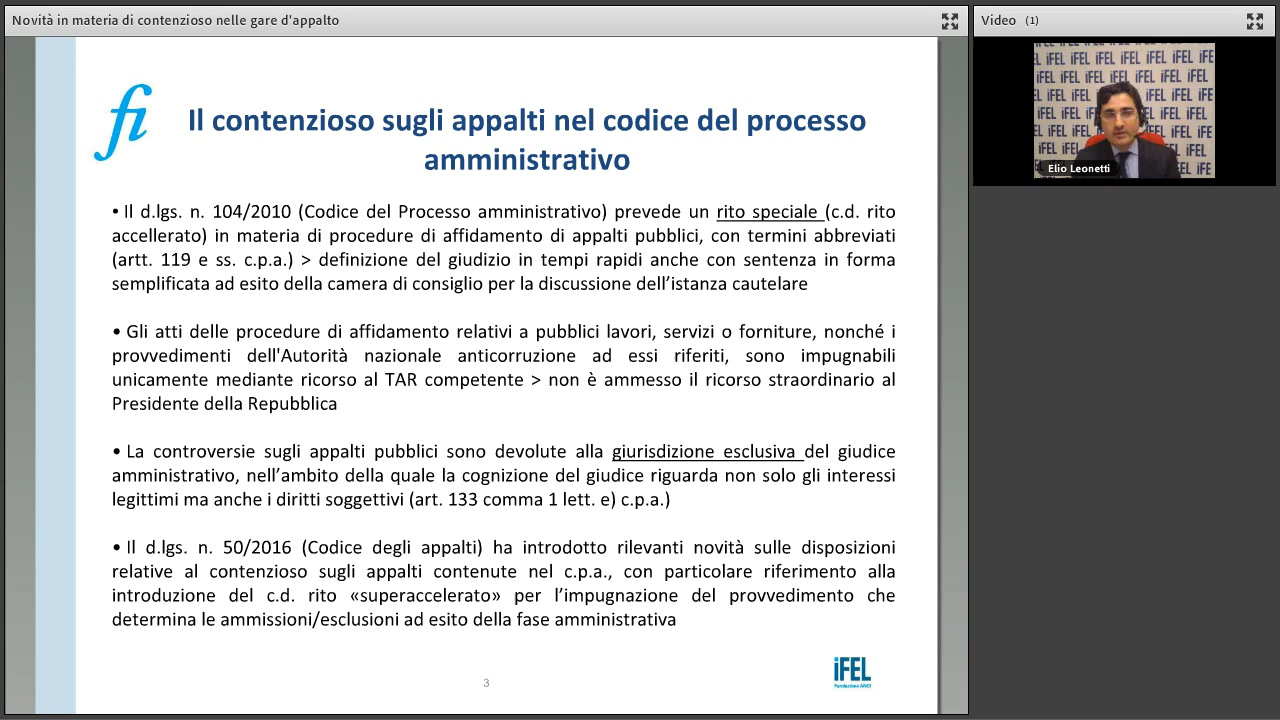 Novità in materia di contenzioso nelle gare d'appalto
Video (1)
Elio Leonetti
fi
Il contenzioso sugli appalti nel codice del processo
amministrativo
• Il d.lgs. n. 104/2010 (Codice del Processo amministrativo) prevede un rito speciale (c.d. rito
accellerato) in materia di procedure di affidamento di appalti pubblici, con termini abbreviati
(artt. 119 e ss. c.p.a.) > definizione del giudizio in tempi rapidi anche con sentenza in forma
semplificata ad esito della camera di consiglio per la discussione dell’istanza cautelare
• Gli atti delle procedure di affidamento relativi a pubblici lavori, servizi o forniture, nonché i
provvedimenti dell'Autorità nazionale anticorruzione ad essi riferiti, sono impugnabili
unicamente mediante ricorso al TAR competente > non è ammesso il ricorso straordinario al
Presidente della Repubblica
• La controversie sugli appalti pubblici sono devolute alla giurisdizione esclusiva del giudice
amministrativo, nell’ambito della quale la cognizione del giudice riguarda non solo gli interessi
legittimi ma anche i diritti soggettivi (art. 133 comma 1 lett. e) c.p.a.)
• Il d.lgs. n. 50/2016 (Codice degli appalti) ha introdotto rilevanti novità sulle disposizioni
relative al contenzioso sugli appalti contenute nel c.p.a., con particolare riferimento alla
introduzione del c.d. rito «superaccelerato» per l’impugnazione del provvedimento che
determina le ammissioni/esclusioni ad esito della fase amministrativa
3
iFEL
Fondazione ANCI